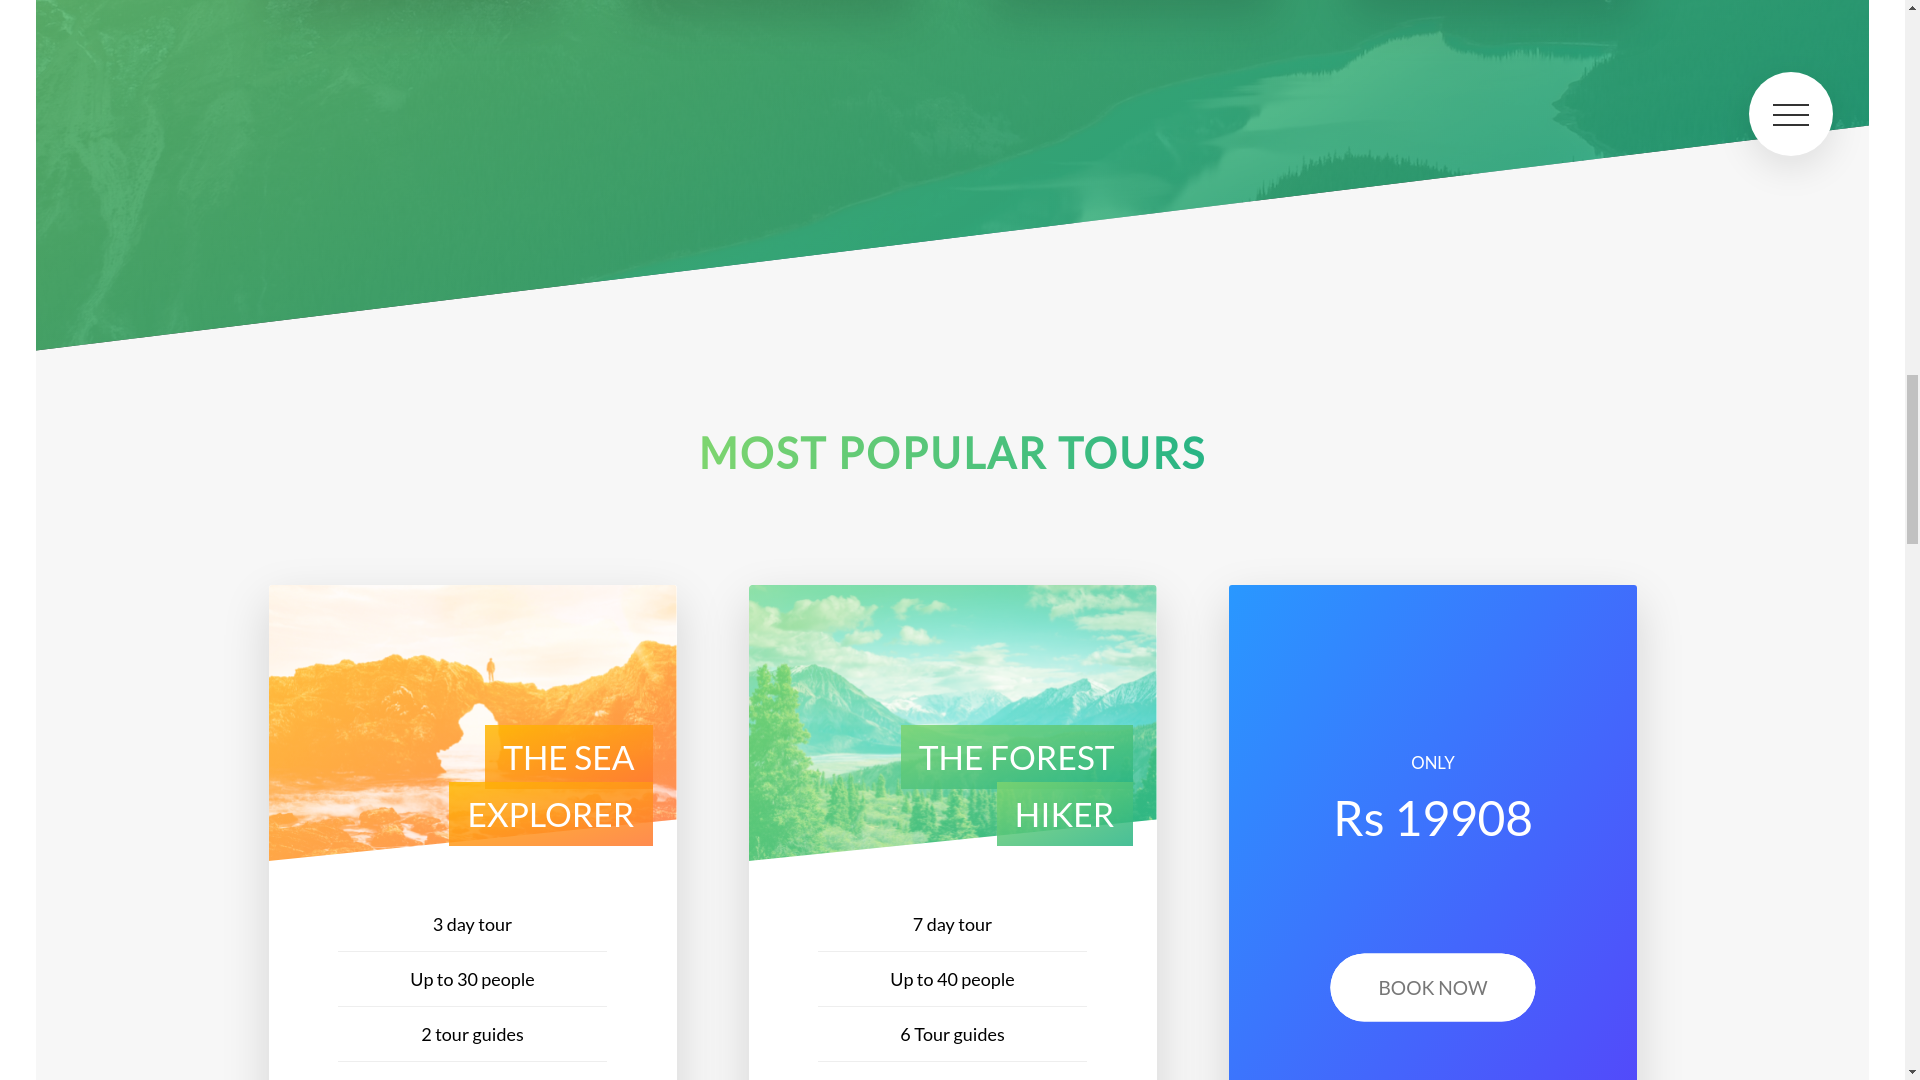 MOST POPULAR TOURS
THE SEA
EXPLORER
3 day tour
Up to 30 people
2 tour guides
THE FOREST
HIKER
7 day tour
Up to 40 people
6 Tour guides
ONLY
Rs 19908
BOOK NOW